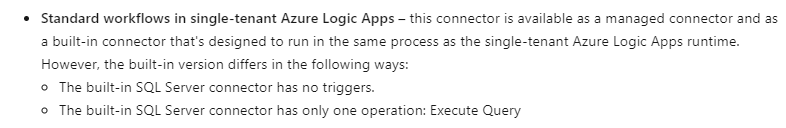 • Standard workflows in single-tenant Azure Logic Apps – this connector is available as a managed connector and as
a built-in connector that's designed to run in the same process as the single-tenant Azure Logic Apps runtime.
However, the built-in version differs in the following ways:
○ The built-in SQL Server connector has no triggers.
○ The built-in SQL Server connector has only one operation: Execute Query